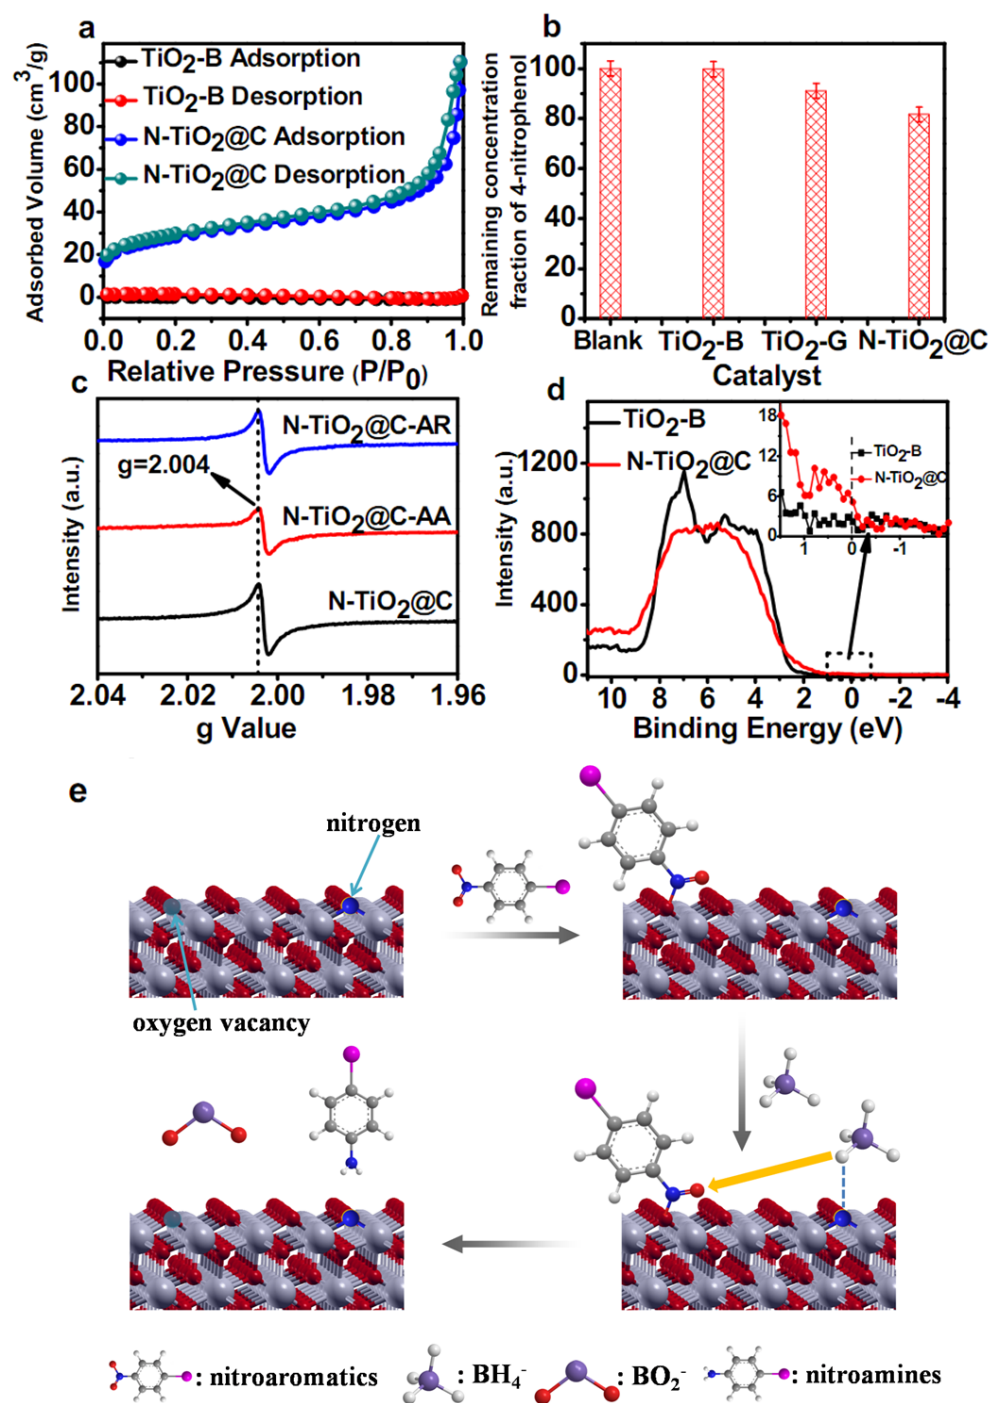 a
TiO2-B Adsorption
TiO2-B Desorption
N-TiO2@C Adsorption
N-TiO2@C Desorption
Adsorbed Volume (cm³/g)
100
80
60
40
20
0
0.0 0.2 0.4 0.6 0.8 1.0
Relative Pressure (P/P0)
b
Remaining concentration
fraction of 4-nitrophenol
100
80
60
40
20
0
Blank TiO2-B TiO2-G N-TiO2@C
Catalyst
c
N-TiO2@C-AR
g=2.004
N-TiO2@C-AA
N-TiO2@C
Intensity (a.u.)
2.04 2.02 2.00 1.98 1.96
g Value
d
TiO2-B
N-TiO2@C
Intensity (a.u.)
1200
800
400
0
10 8 6 4 2 0 -2 -4
Binding Energy (eV)
18
12
6
0
1 0 -1
TiO2-B
N-TiO2@C
e
nitrogen
oxygen vacancy
: nitroaromatics : BH4- : BO2- : nitroamines